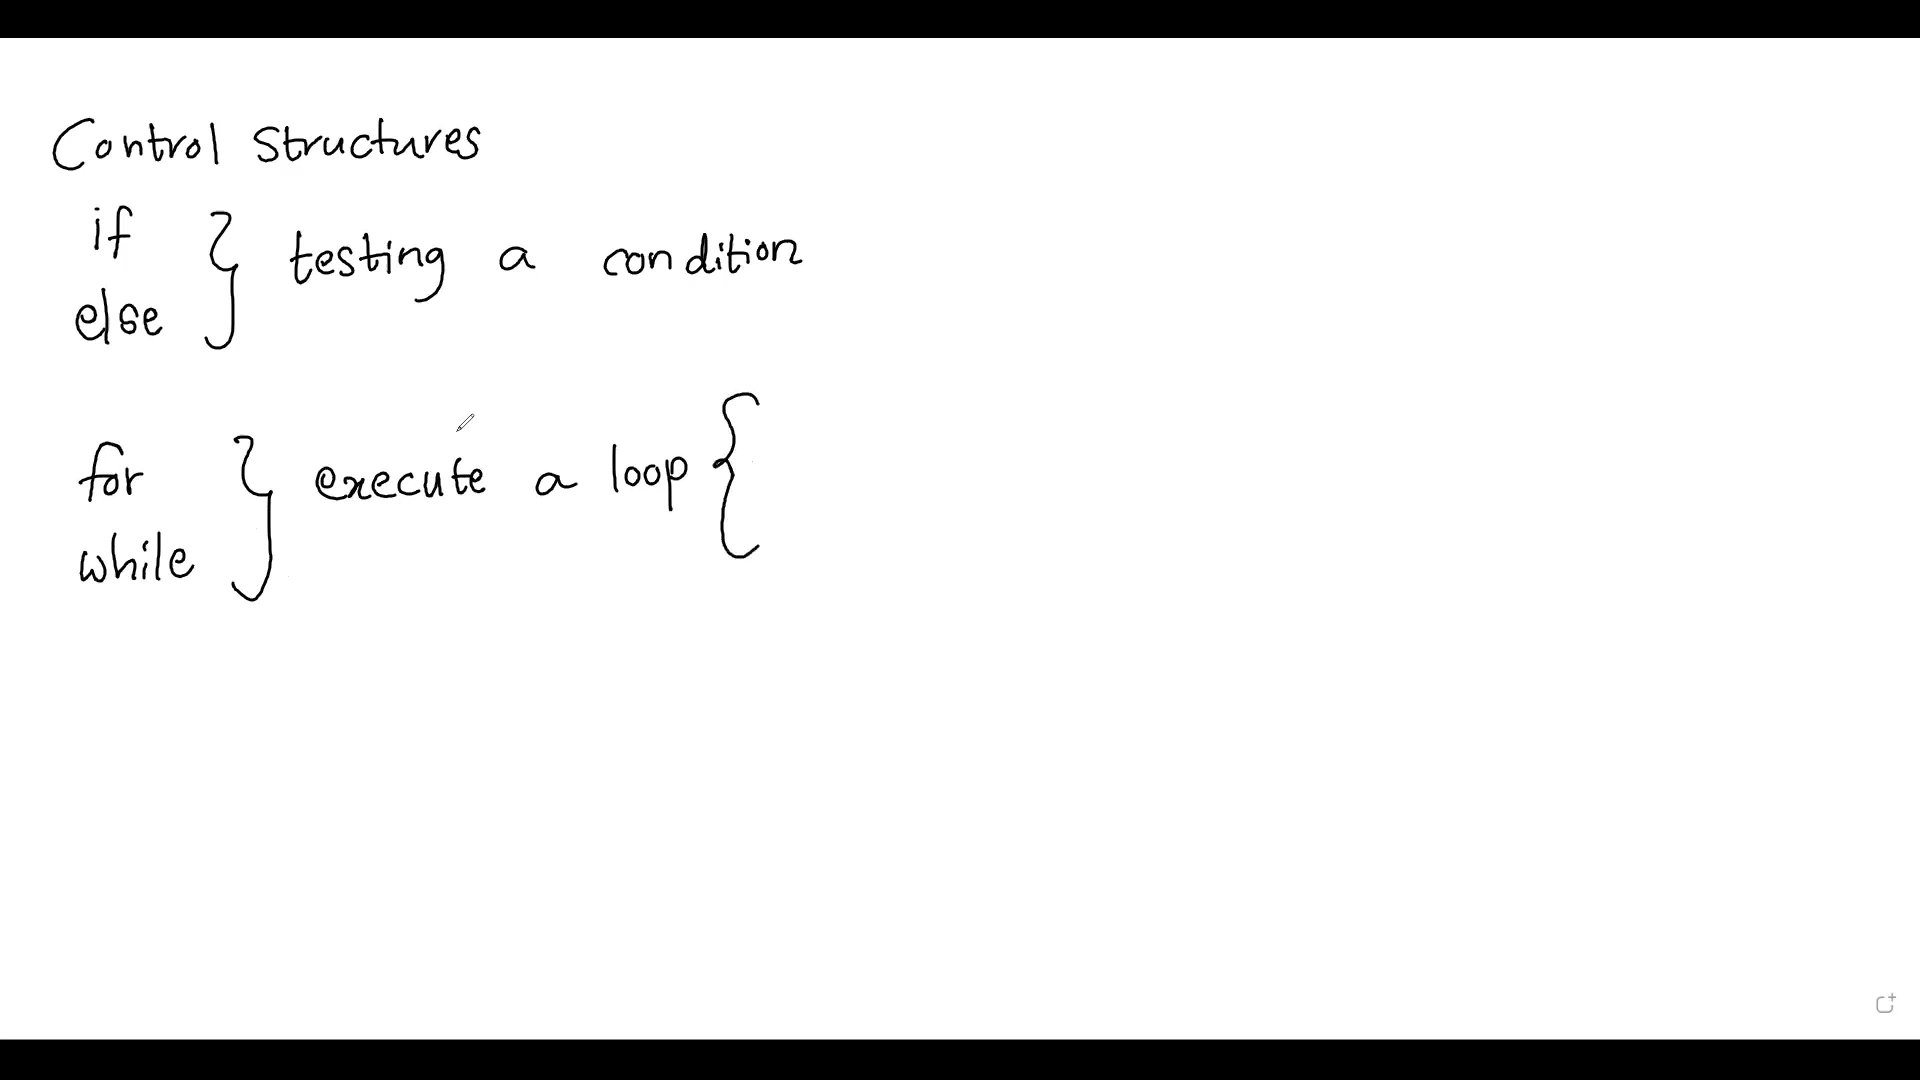 Control Structures
if } testing a condition
else
for } execute a loop {
while